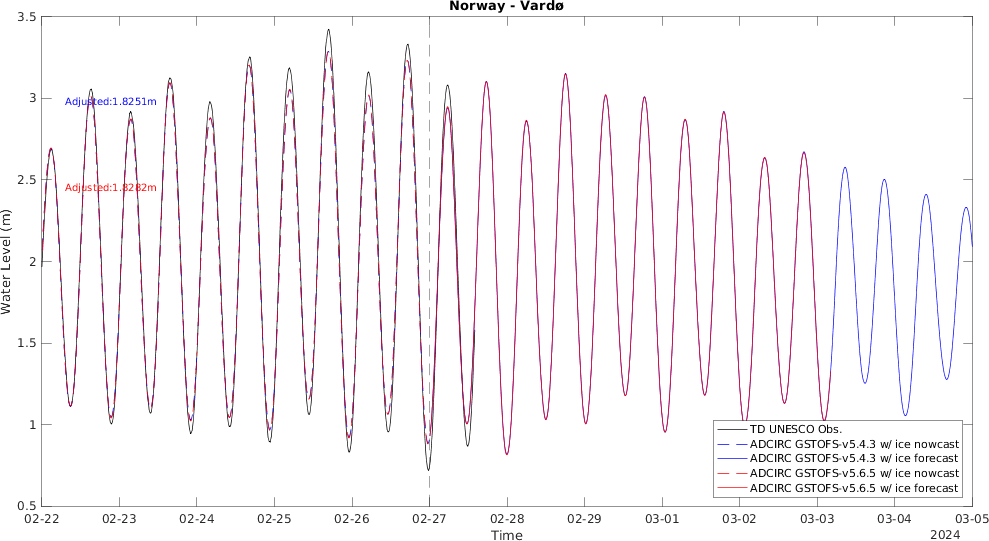 Norway - Vardø
3.5
3
2.5
2
1.5
1
0.5
Water Level (m)
Adjusted:1.8251m
Adjusted:1.8282m
TD UNESCO Obs.
ADCIRC GSTOFS-v5.4.3 w/ ice nowcast
ADCIRC GSTOFS-v5.4.3 w/ ice forecast
ADCIRC GSTOFS-v5.6.5 w/ ice nowcast
ADCIRC GSTOFS-v5.6.5 w/ ice forecast
02-22 02-23 02-24 02-25 02-26 02-27 02-28 02-29 03-01 03-02 03-03 03-04 03-05
Time
2024